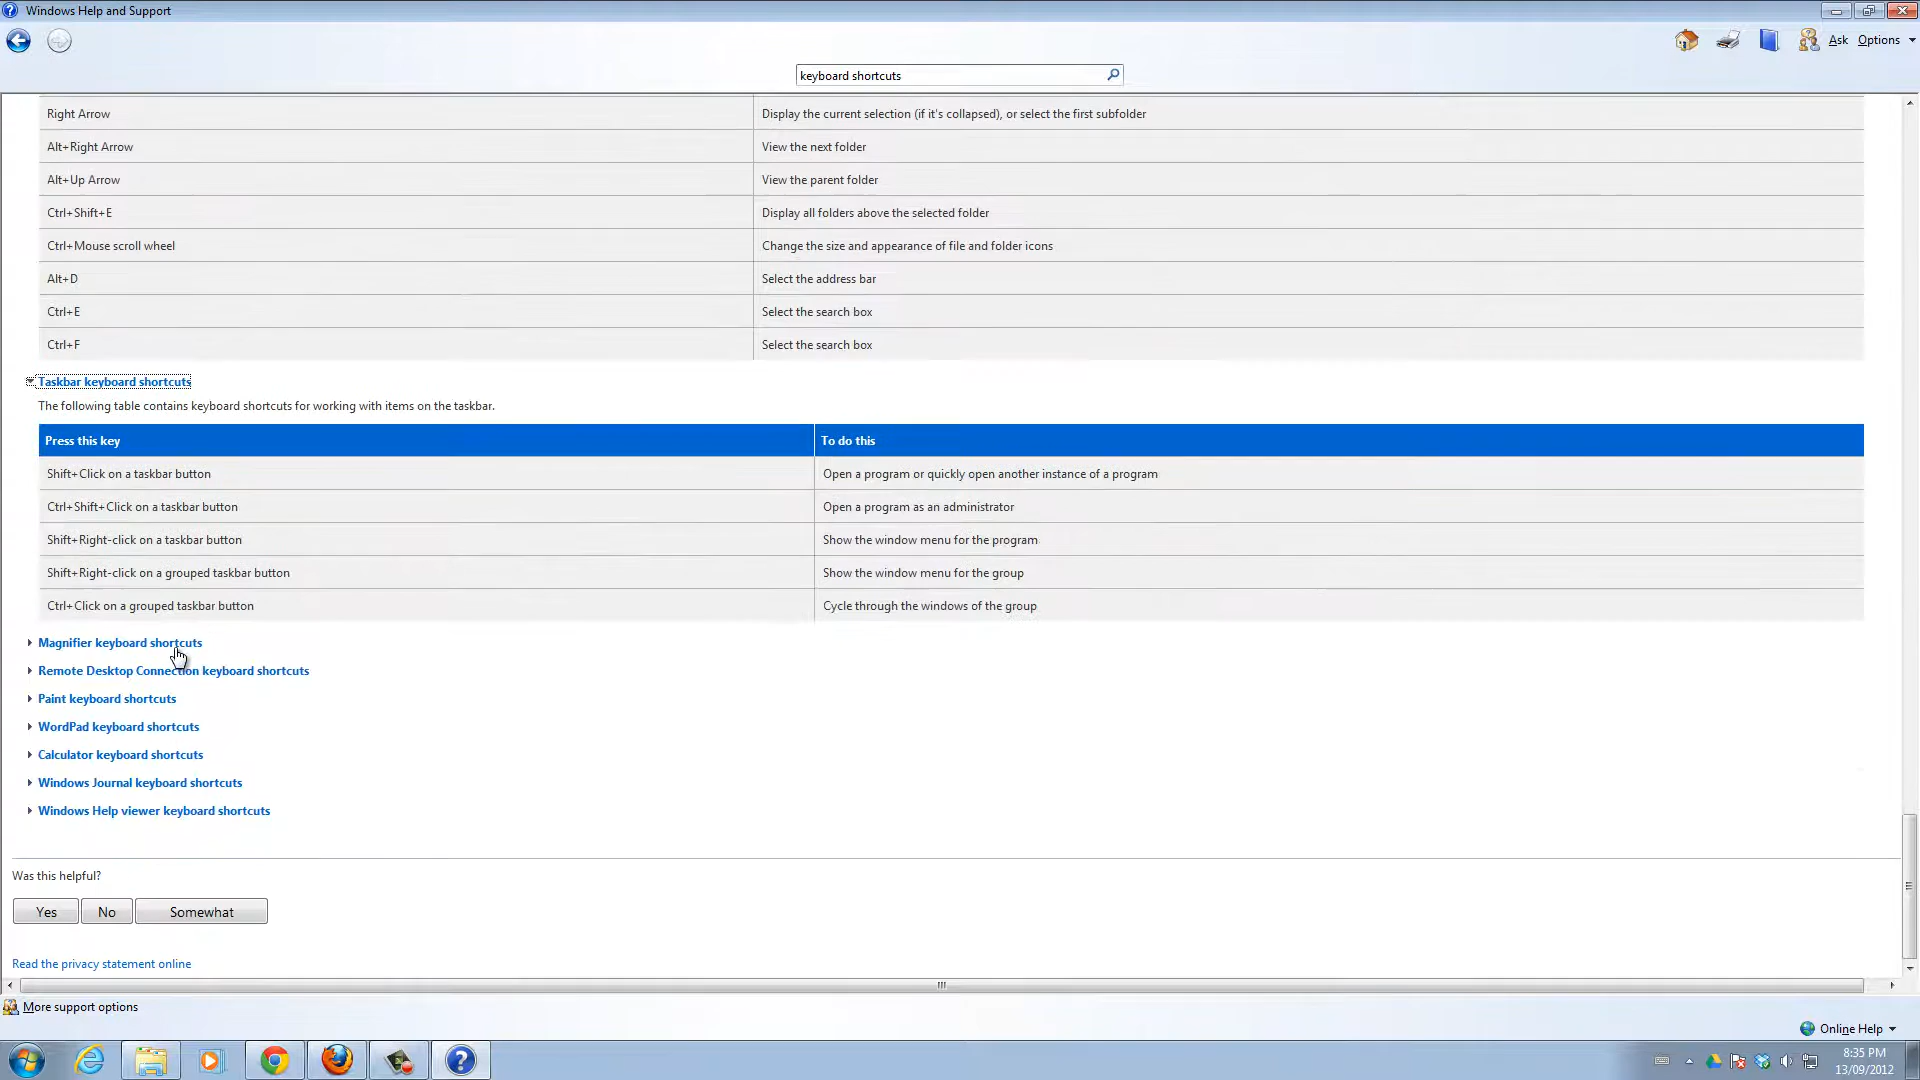 Windows Help and Support
Ask Options
keyboard shortcuts
Right Arrow Display the current selection (if it's collapsed), or select the first subfolder
Alt+Right Arrow View the next folder
Alt+Up Arrow View the parent folder
Ctrl+Shift+E Display all folders above the selected folder
Ctrl+Mouse scroll wheel Change the size and appearance of file and folder icons
Alt+D Select the address bar
Ctrl+E Select the search box
Ctrl+F Select the search box
Taskbar keyboard shortcuts
The following table contains keyboard shortcuts for working with items on the taskbar.
Press this key To do this
Shift+Click on a taskbar button Open a program or quickly open another instance of a program
Ctrl+Shift+Click on a taskbar button Open a program as an administrator
Shift+Right-click on a taskbar button Show the window menu for the program
Shift+Right-click on a grouped taskbar button Show the window menu for the group
Ctrl+Click on a grouped taskbar button Cycle through the windows of the group
Magnifier keyboard shortcuts
Remote Desktop Connection keyboard shortcuts
Paint keyboard shortcuts
WordPad keyboard shortcuts
Calculator keyboard shortcuts
Windows Journal keyboard shortcuts
Windows Help viewer keyboard shortcuts
Was this helpful?
Yes No Somewhat
Read the privacy statement online
More support options
Online Help
8:35 PM
13/09/2012